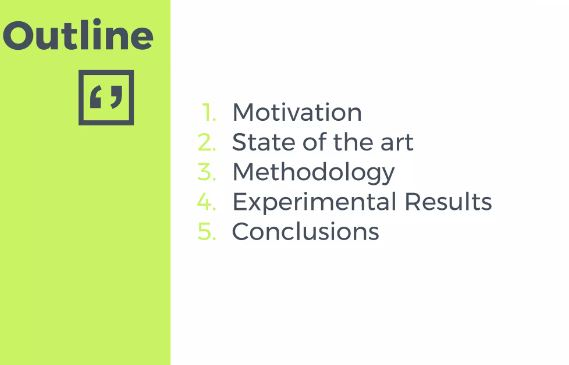 Outline
1. Motivation
2. State of the art
3. Methodology
4. Experimental Results
5. Conclusions